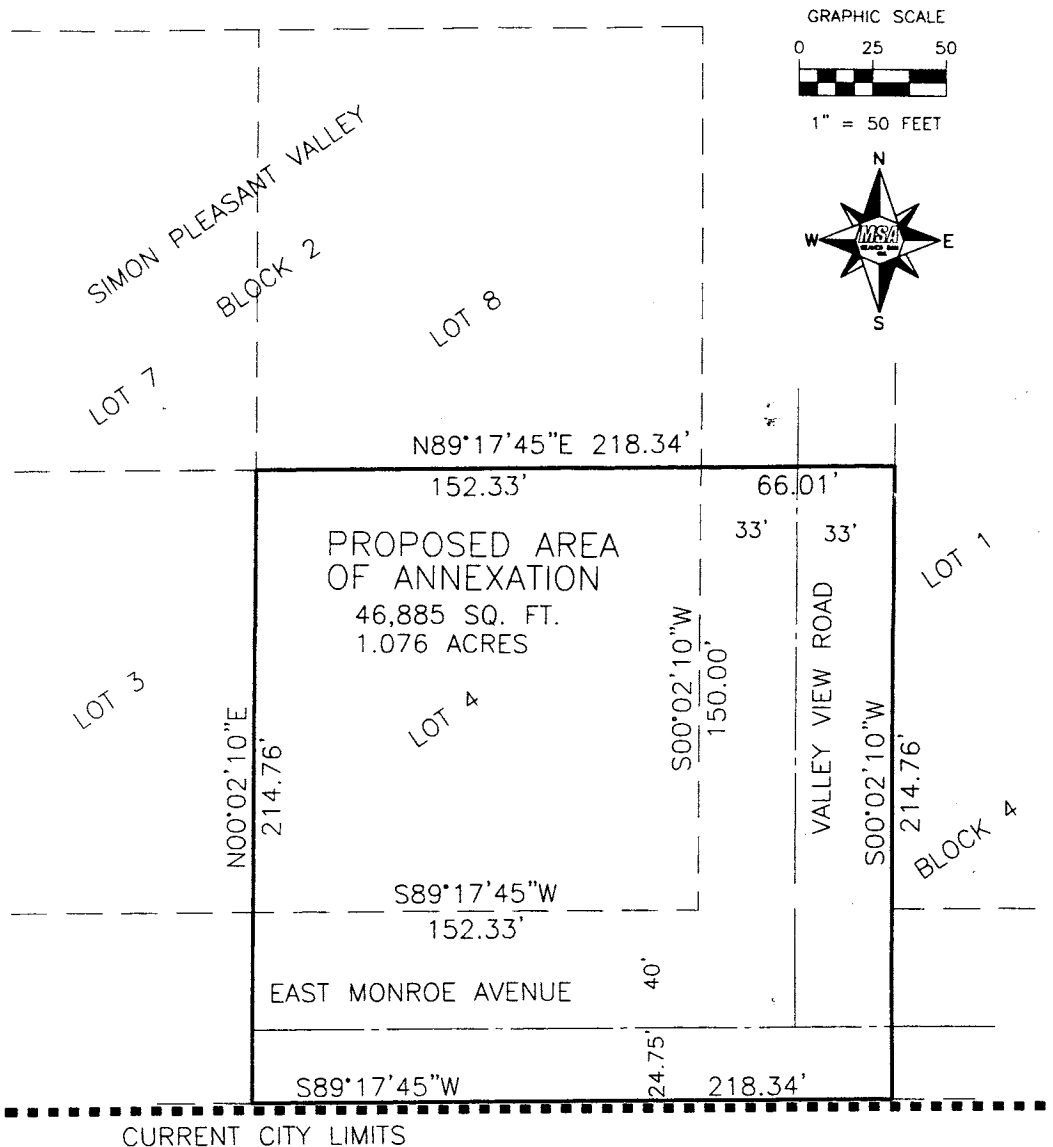 GRAPHIC SCALE
0 25 50
1" = 50 FEET
N
W MSA E
S
SIMON PLEASANT VALLEY
BLOCK 2
LOT 8
LOT 7
N89°17'45"E 218.34'
152.33' 66.01'
33' 33'
PROPOSED AREA
OF ANNEXATION
46,885 SQ. FT.
1.076 ACRES
LOT 1
LOT 3
LOT 4
S00°02'10"W
150.00'
VALLEY VIEW ROAD
N00°02'10"E
214.76'
S00°02'10"W
214.76'
BLOCK 4
S89°17'45"W
152.33'
EAST MONROE AVENUE
40'
24.75'
S89°17'45"W 218.34'
CURRENT CITY LIMITS